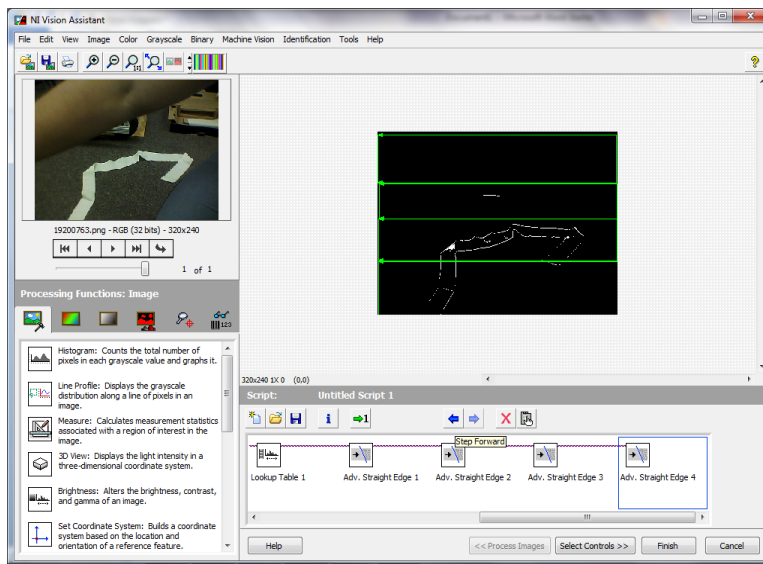 NI Vision Assistant
File Edit View Image Color Grayscale Binary Machine Vision Identification Tools Help
1:1
?
19200763.png - RGB (32 bits) - 320x240
1 of 1
Processing Functions: Image
123
Histogram: Counts the total number of
pixels in each grayscale value and graphs it.
Line Profile: Displays the grayscale
distribution along a line of pixels in an
image.
Measure: Calculates measurement statistics
associated with a region of interest in the
image.
3D View: Displays the light intensity in a
three-dimensional coordinate system.
Brightness: Alters the brightness, contrast,
and gamma of an image.
Set Coordinate System: Builds a coordinate
system based on the location and
orientation of a reference feature.
320x240 1X 0 (0,0)
Script: Untitled Script 1
1
Step Forward
Lookup Table 1 Adv. Straight Edge 1 Adv. Straight Edge 2 Adv. Straight Edge 3 Adv. Straight Edge 4
Help << Process Images Select Controls >> Finish Cancel